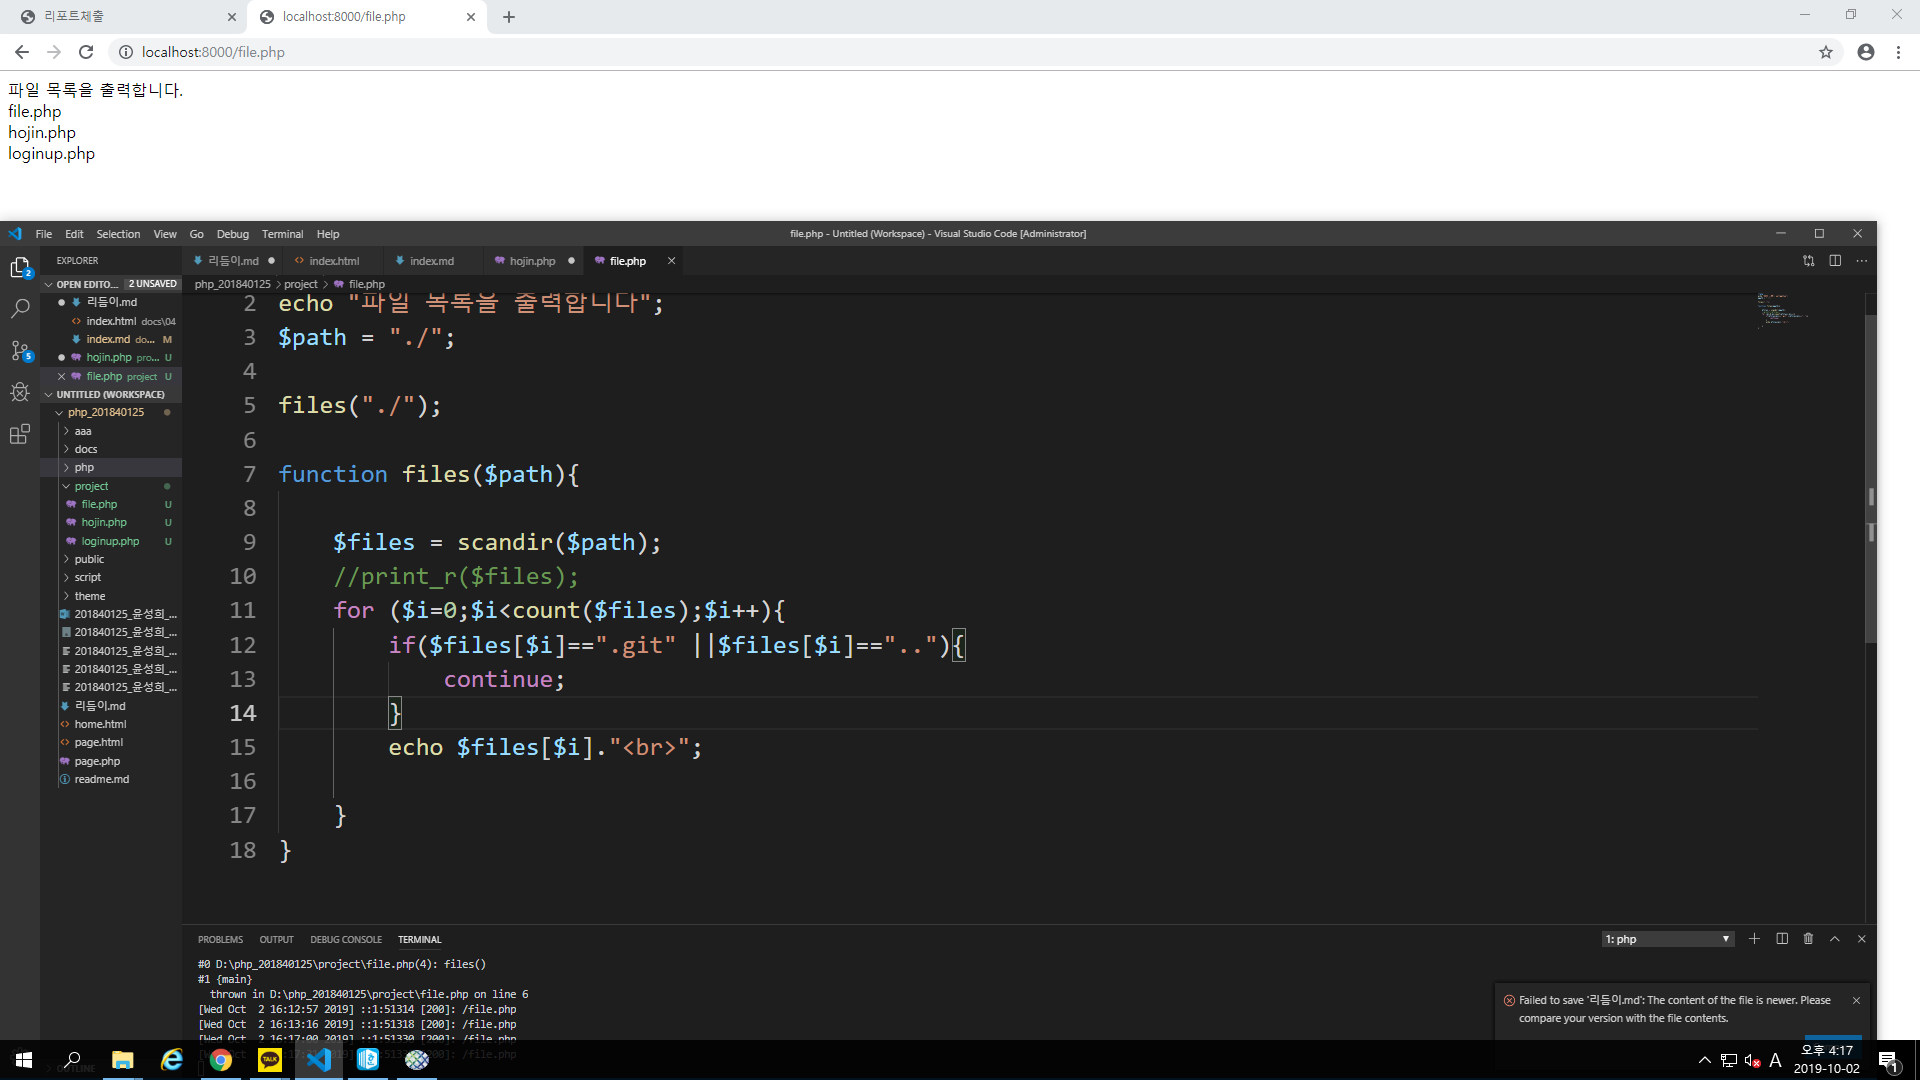 리포트제출
localhost:8000/file.php
localhost:8000/file.php
파일 목록을 출력합니다.
file.php
hojin.php
loginup.php
File Edit Selection View Go Debug Terminal Help
file.php - Untitled (Workspace) - Visual Studio Code [Administrator]
EXPLORER
리듬이.md
index.html
index.md
hojin.php
file.php
OPEN EDITO... 2 UNSAVED
리듬이.md
index.html docs\04
index.md do... M
hojin.php pro... U
file.php project U
UNTITLED (WORKSPACE)
php_201840125
aaa
docs
php
project
file.php U
hojin.php U
loginup.php U
public
script
theme
201840125_윤성희_...
201840125_윤성희_...
201840125_윤성희_...
201840125_윤성희_...
201840125_윤성희_...
리듬이.md
home.html
page.html
page.php
readme.md
OUTLINE
2
5
php_201840125 > project > file.php
2 echo "파일 목록을 출력합니다";
3 $path = "./";
4
5 files("./");
6
7 function files($path){
8
9 $files = scandir($path);
10 //print_r($files);
11 for ($i=0;$i<count($files);$i++){
12 if($files[$i]==".git" ||$files[$i]==".."){
13 continue;
14 }
15 echo $files[$i]."<br>";
16
17 }
18 }
PROBLEMS OUTPUT DEBUG CONSOLE TERMINAL
1: php
#0 D:\php_201840125\project\file.php(4): files()
#1 {main}
thrown in D:\php_201840125\project\file.php on line 6
[Wed Oct 2 16:12:57 2019] ::1:51314 [200]: /file.php
[Wed Oct 2 16:13:16 2019] ::1:51318 [200]: /file.php
[Wed Oct 2 16:17:00 2019] ::1:51330 [200]: /file.php
Failed to save '리듬이.md': The content of the file is newer. Please
compare your version with the file contents.
TALK
A
오후 4:17
2019-10-02
1